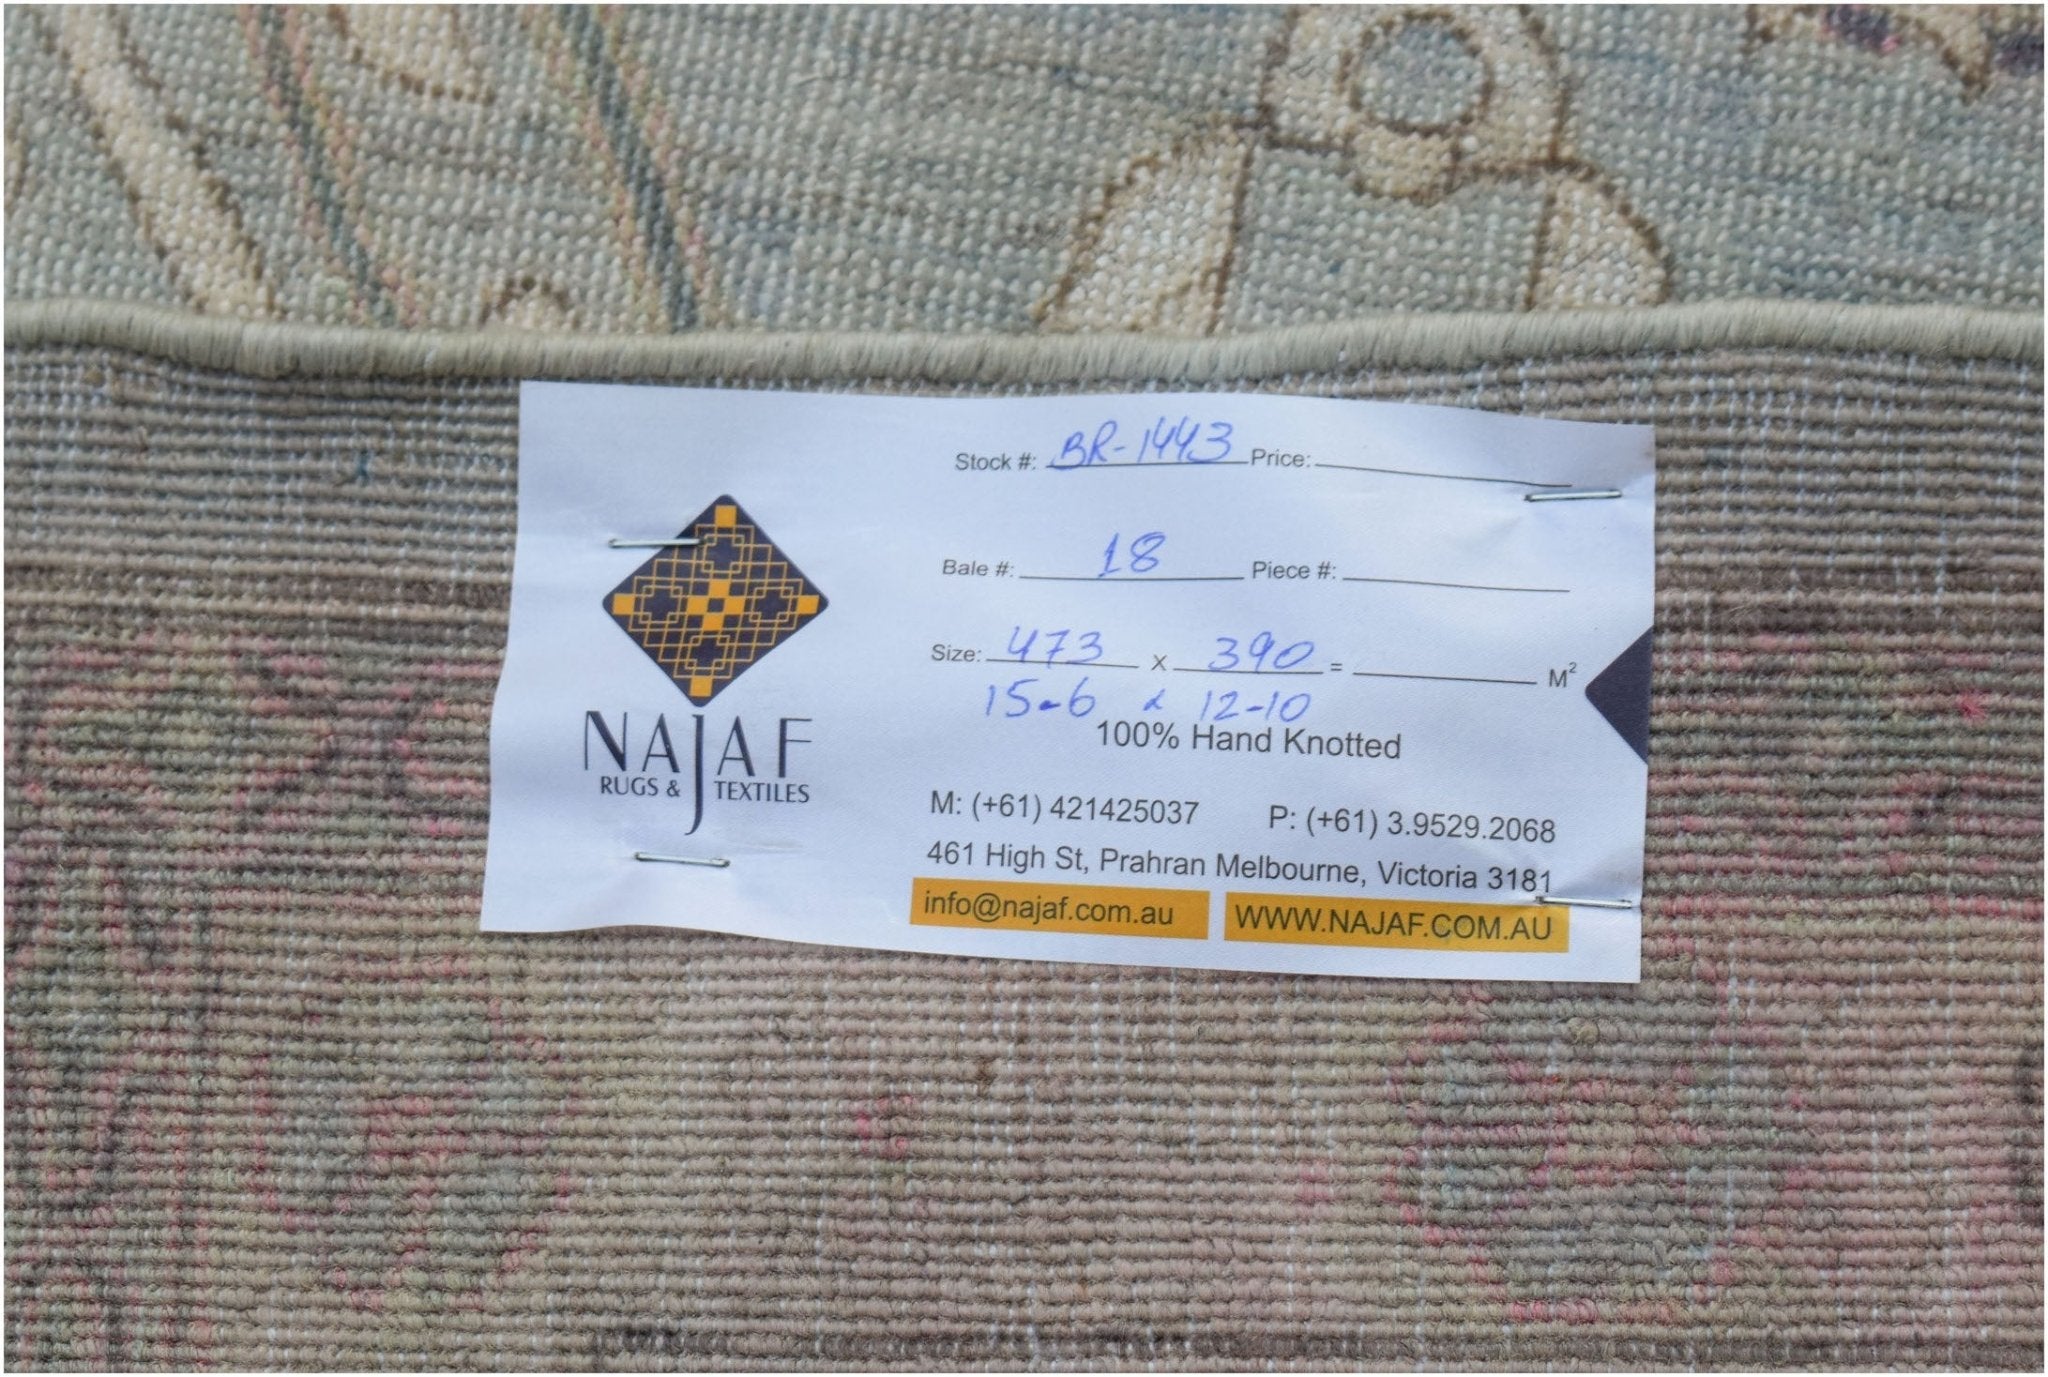 Stock #: BR-1443 Price:
Bale #: 18 Piece #:
Size: 473 x 390 = M²
15-6 x 12-10
100% Hand Knotted
NAJAF
RUGS & TEXTILES
M: (+61) 421425037 P: (+61) 3.9529.2068
461 High St, Prahran Melbourne, Victoria 3181
info@najaf.com.au WWW.NAJAF.COM.AU